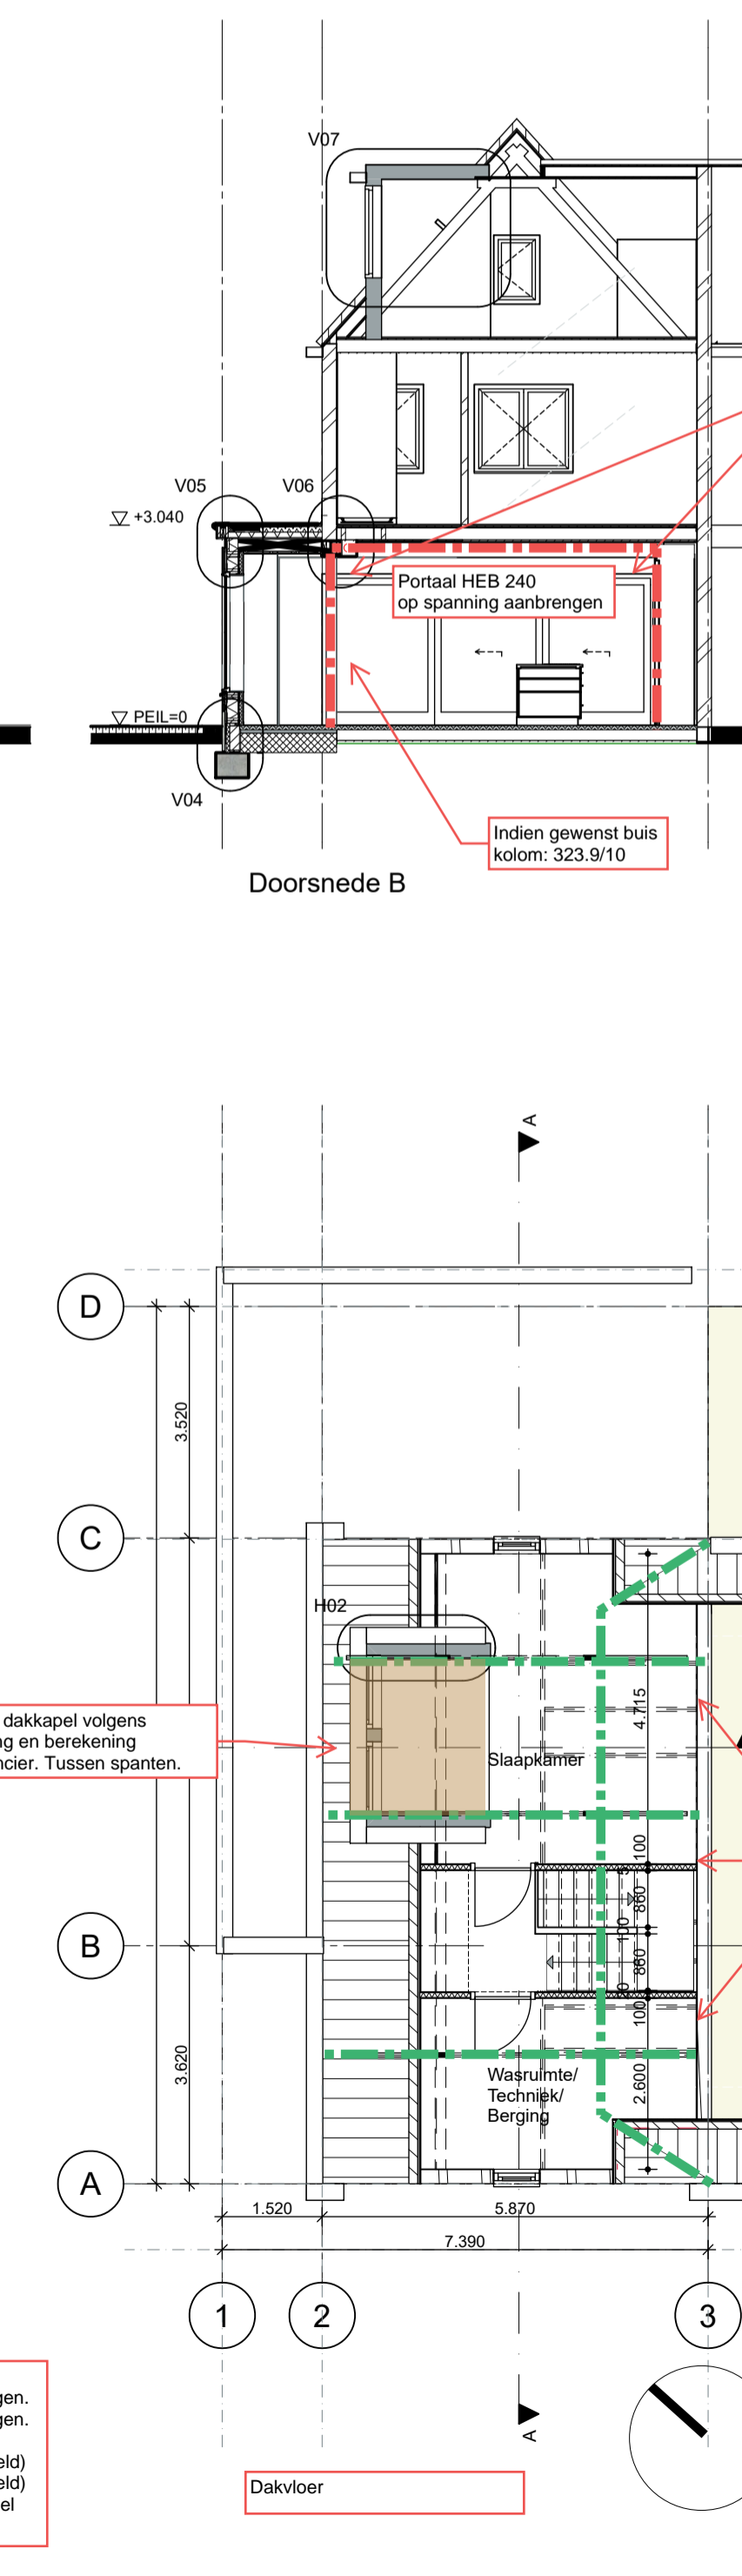 V07
V05
V06
+3.040
Portaal HEB 240
op spanning aanbrengen
PEIL=0
V04
Indien gewenst buis
kolom: 323.9/10
Doorsnede B
A
D
3.520
C
H02
4.715
dakkapel volgens
ng en berekening
ncier. Tussen spanten.
Slaapkamer
100
860
100
B
860
100
3.620
Wasruimte/
Techniek/
Berging
2.600
A
1.520
5.870
7.390
1
2
3
gen.
gen.
eld)
eld)
el
A
Dakvloer